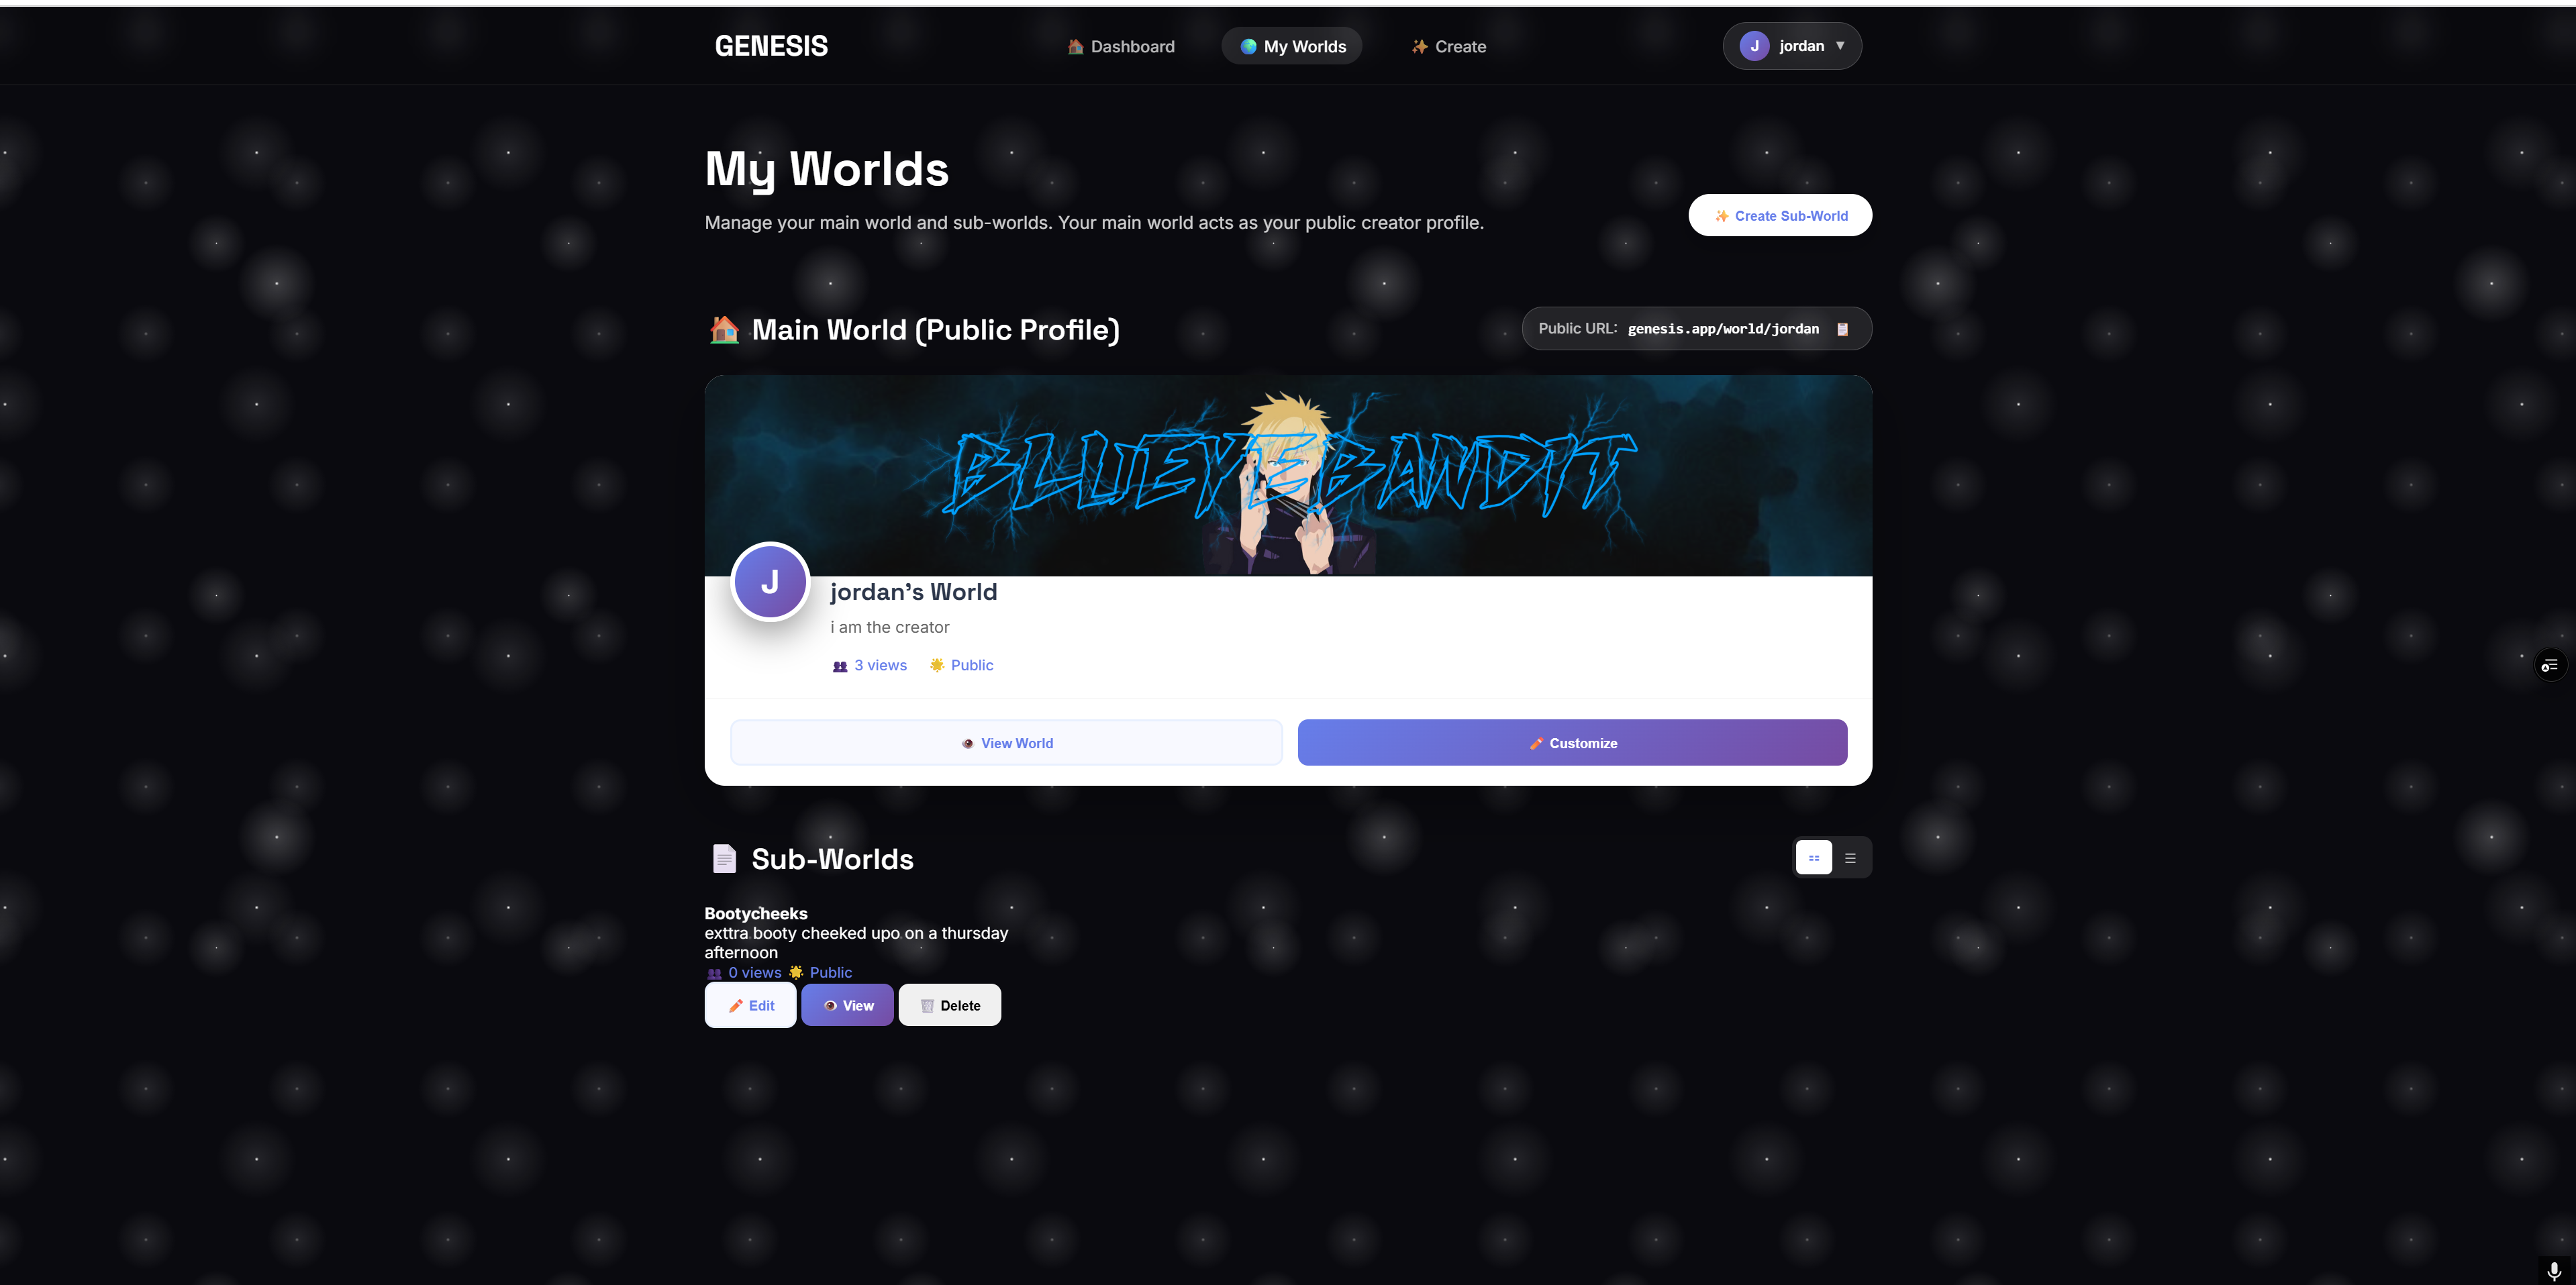 GENESIS
Dashboard
My Worlds
Create
J
jordan
My Worlds
Manage your main world and sub-worlds. Your main world acts as your public creator profile.
Create Sub-World
Main World (Public Profile)
Public URL: genesis.app/world/jordan
BLUEYEBANDIT
J
jordan's World
i am the creator
3 views
Public
View World
Customize
Sub-Worlds
Bootycheeks
exttra booty cheeked upo on a thursday
afternoon
0 views
Public
Edit
View
Delete